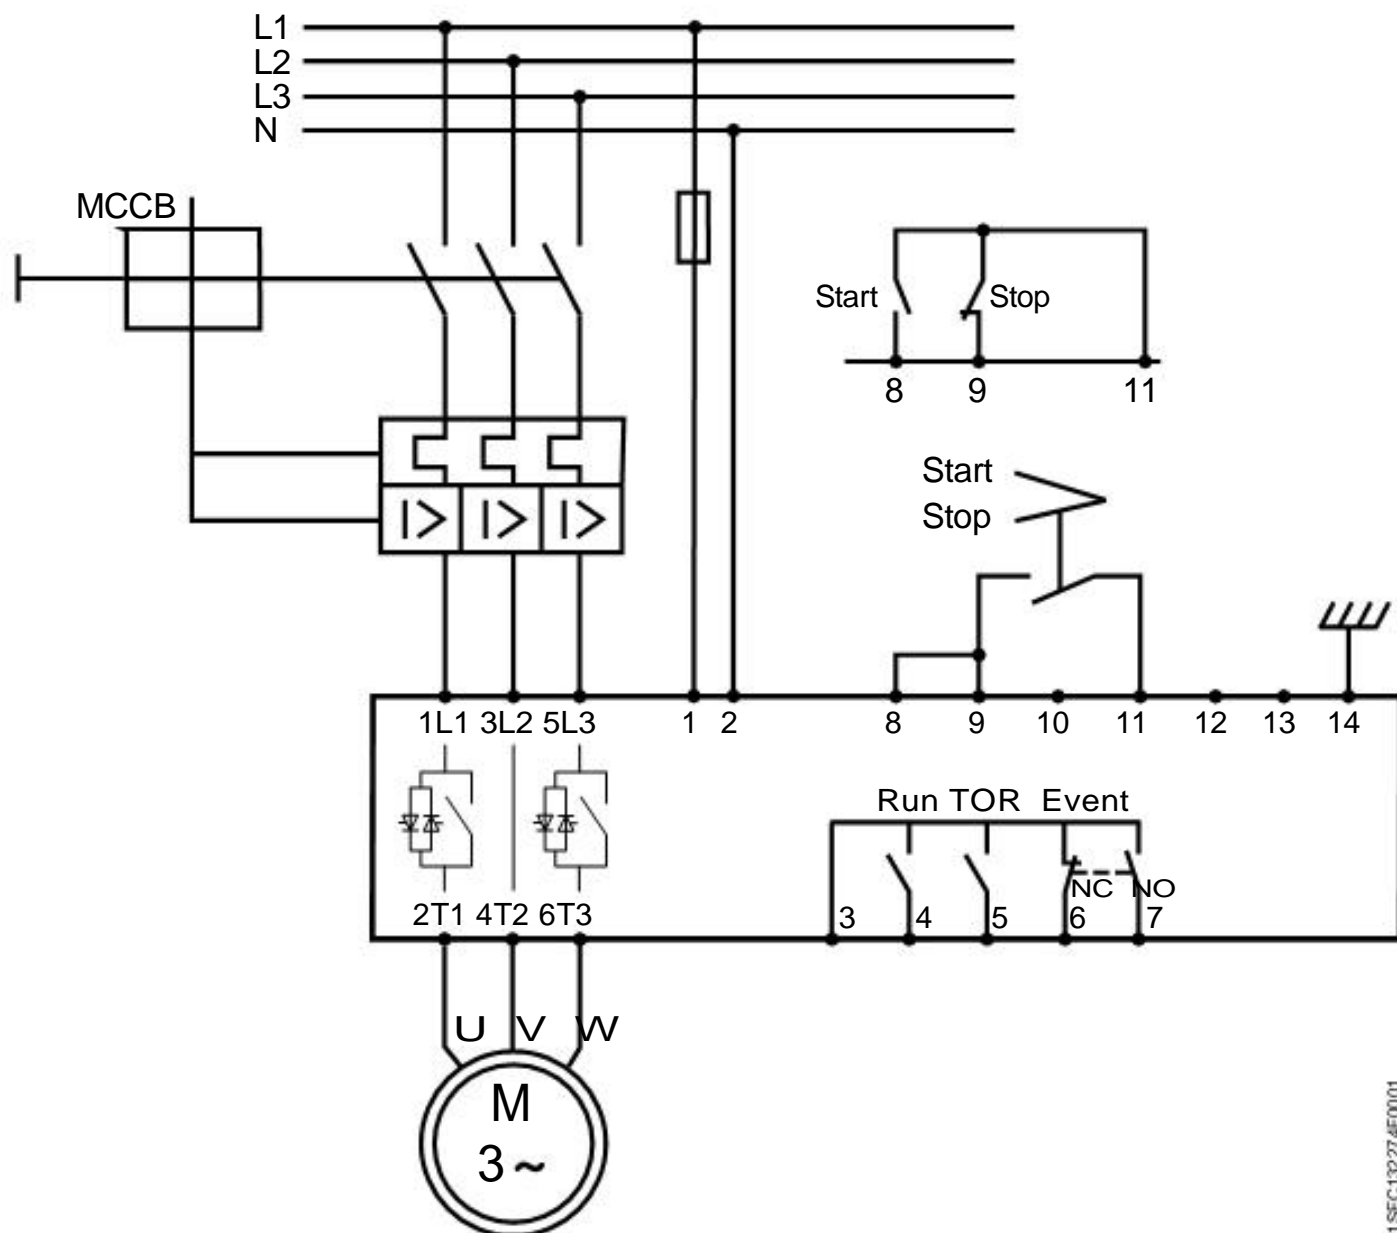 L1
L2
L3
N
MCCB
Start
Stop
8 9 11
Start
Stop
1L1 3L2 5L3 1 2 8 9 10 11 12 13 14
Run TOR Event
NC NO
2T1 4T2 6T3 3 4 5 6 7
U V W
M
3 ~